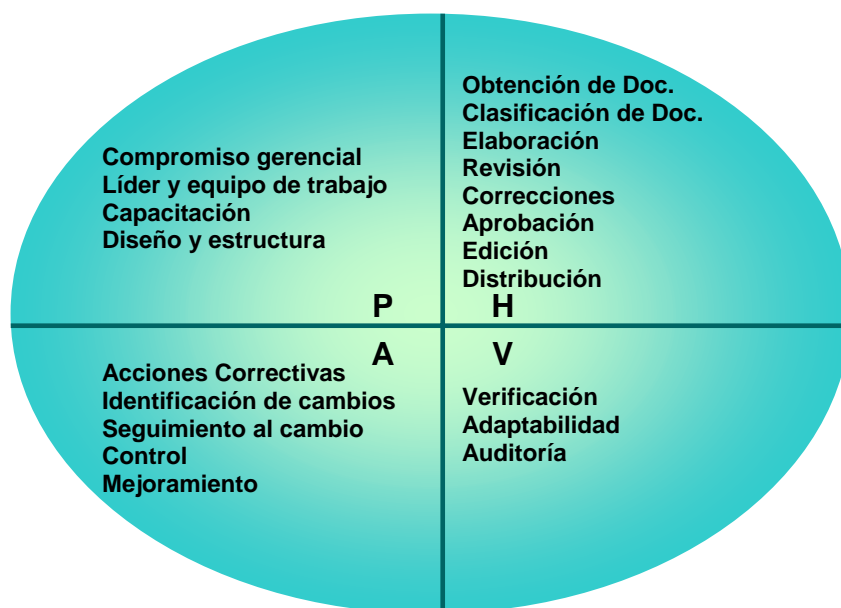 Compromiso gerencial
Líder y equipo de trabajo
Capacitación
Diseño y estructura
P
Obtención de Doc.
Clasificación de Doc.
Elaboración
Revisión
Correcciones
Aprobación
Edición
Distribución
H
A
Acciones Correctivas
Identificación de cambios
Seguimiento al cambio
Control
Mejoramiento
V
Verificación
Adaptabilidad
Auditoría